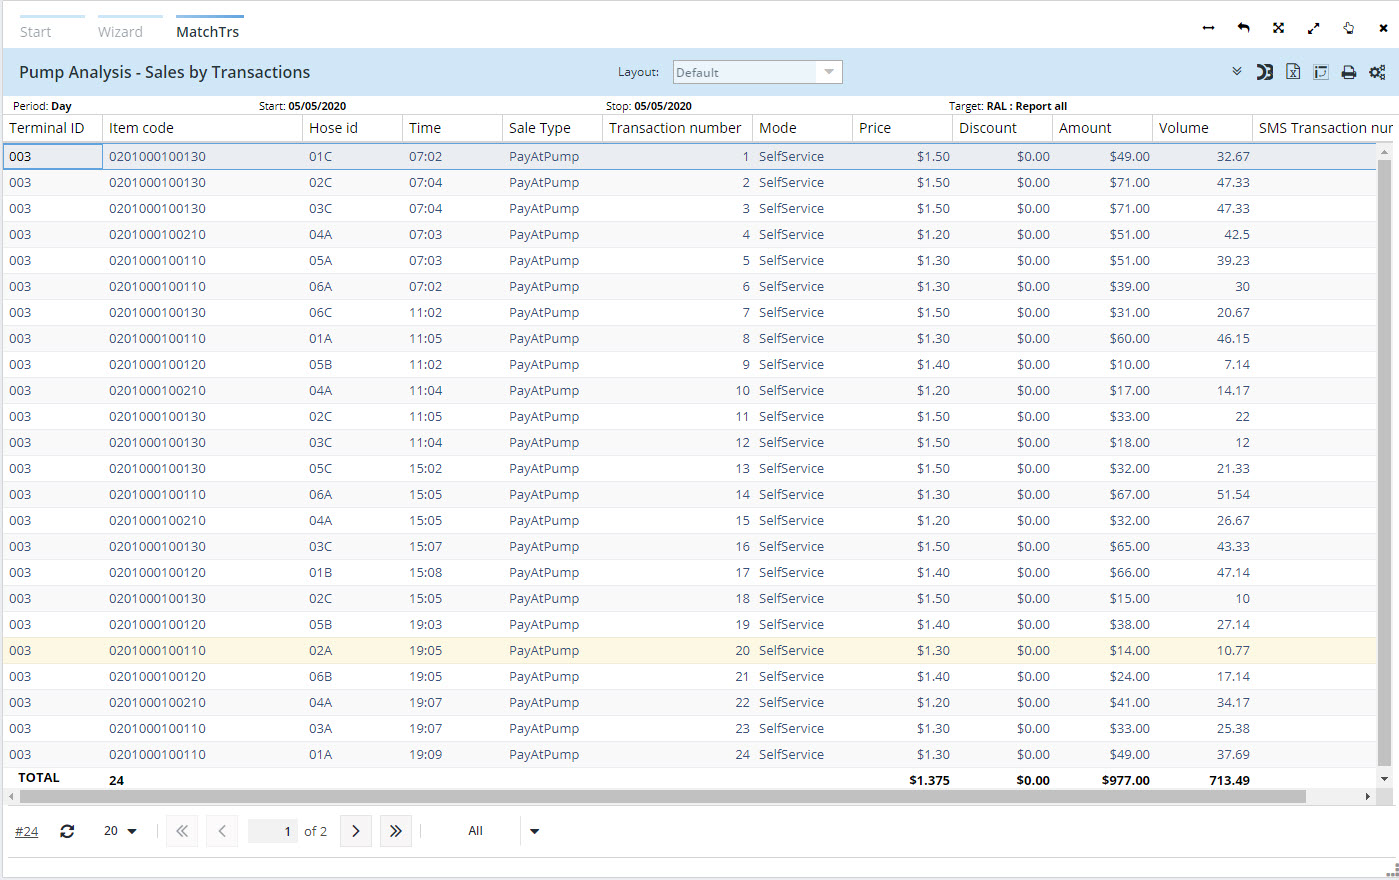 Start Wizard MatchTrs
Pump Analysis - Sales by Transactions Layout: Default
Period: Day Start: 05/05/2020 Stop: 05/05/2020 Target: RAL : Report all
Terminal ID Item code Hose id Time Sale Type Transaction number Mode Price Discount Amount Volume SMS Transaction nur
003 0201000100130 01C 07:02 PayAtPump 1 SelfService $1.50 $0.00 $49.00 32.67
003 0201000100130 02C 07:04 PayAtPump 2 SelfService $1.50 $0.00 $71.00 47.33
003 0201000100130 03C 07:04 PayAtPump 3 SelfService $1.50 $0.00 $71.00 47.33
003 0201000100210 04A 07:03 PayAtPump 4 SelfService $1.20 $0.00 $51.00 42.5
003 0201000100110 05A 07:03 PayAtPump 5 SelfService $1.30 $0.00 $51.00 39.23
003 0201000100110 06A 07:02 PayAtPump 6 SelfService $1.30 $0.00 $39.00 30
003 0201000100130 06C 11:02 PayAtPump 7 SelfService $1.50 $0.00 $31.00 20.67
003 0201000100110 01A 11:05 PayAtPump 8 SelfService $1.30 $0.00 $60.00 46.15
003 0201000100120 05B 11:02 PayAtPump 9 SelfService $1.40 $0.00 $10.00 7.14
003 0201000100210 04A 11:04 PayAtPump 10 SelfService $1.20 $0.00 $17.00 14.17
003 0201000100130 02C 11:05 PayAtPump 11 SelfService $1.50 $0.00 $33.00 22
003 0201000100130 03C 11:04 PayAtPump 12 SelfService $1.50 $0.00 $18.00 12
003 0201000100130 05C 15:02 PayAtPump 13 SelfService $1.50 $0.00 $32.00 21.33
003 0201000100110 06A 15:05 PayAtPump 14 SelfService $1.30 $0.00 $67.00 51.54
003 0201000100210 04A 15:05 PayAtPump 15 SelfService $1.20 $0.00 $32.00 26.67
003 0201000100130 03C 15:07 PayAtPump 16 SelfService $1.50 $0.00 $65.00 43.33
003 0201000100120 01B 15:08 PayAtPump 17 SelfService $1.40 $0.00 $66.00 47.14
003 0201000100130 02C 15:05 PayAtPump 18 SelfService $1.50 $0.00 $15.00 10
003 0201000100120 05B 19:03 PayAtPump 19 SelfService $1.40 $0.00 $38.00 27.14
003 0201000100110 02A 19:05 PayAtPump 20 SelfService $1.30 $0.00 $14.00 10.77
003 0201000100120 06B 19:05 PayAtPump 21 SelfService $1.40 $0.00 $24.00 17.14
003 0201000100210 04A 19:07 PayAtPump 22 SelfService $1.20 $0.00 $41.00 34.17
003 0201000100110 03A 19:07 PayAtPump 23 SelfService $1.30 $0.00 $33.00 25.38
003 0201000100110 01A 19:09 PayAtPump 24 SelfService $1.30 $0.00 $49.00 37.69
TOTAL 24 $1.375 $0.00 $977.00 713.49
#24 20 1 of 2 All